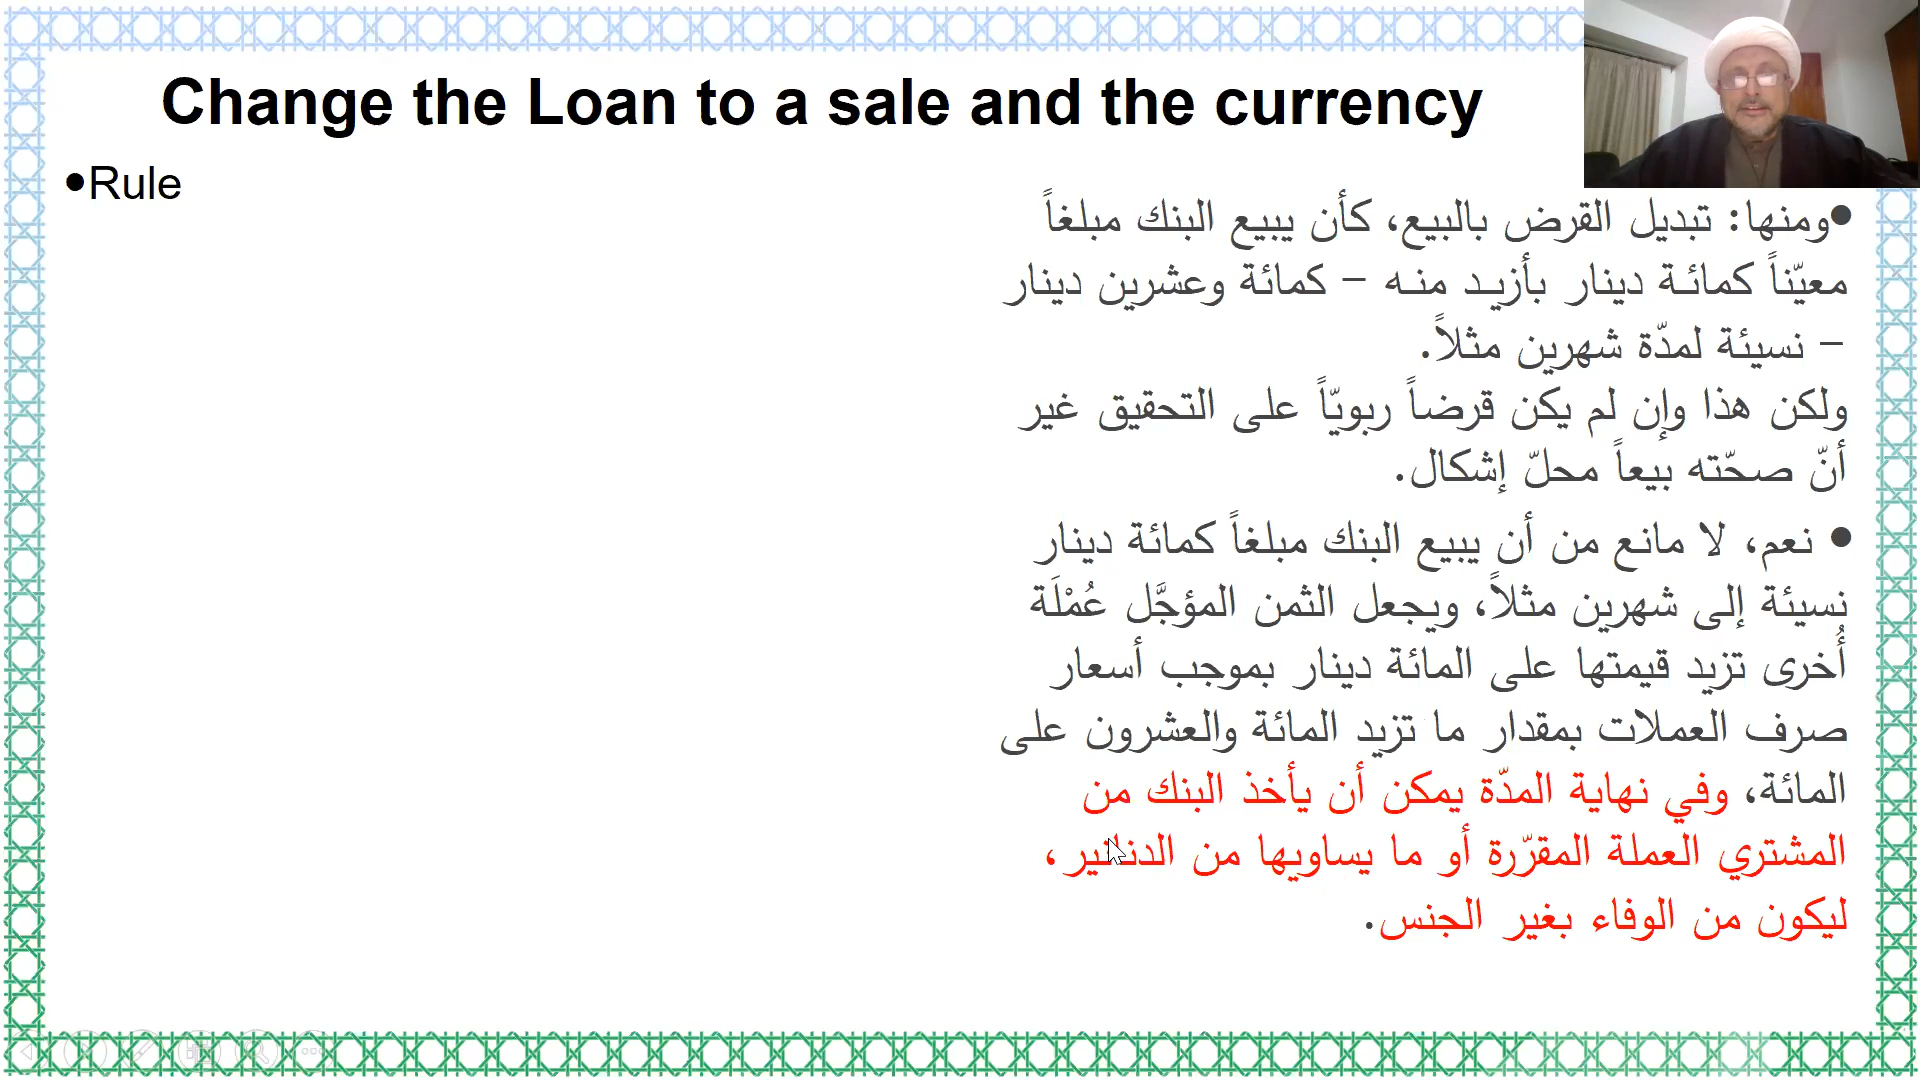 Change the Loan to a sale and the currency
●Rule
●ومنها: تبديل القرض بالبيع، كأن يبيع البنك مبلغاً
معيّناً كمائة دينار بأزيد منه – كمائة وعشرين دينار
– نسيئة لمدّة شهرين مثلاً.
ولكن هذا وإن لم يكن قرضاً ربويّاً على التحقيق غير
أنّ صحّته بيعاً محلّ إشكال.
● نعم، لا مانع من أن يبيع البنك مبلغاً كمائة دينار
نسيئة إلى شهرين مثلاً، ويجعل الثمن المؤجَّل عُمْلَة
أُخرى تزيد قيمتها على المائة دينار بموجب أسعار
صرف العملات بمقدار ما تزيد المائة والعشرون على
المائة، وفي نهاية المدّة يمكن أن يأخذ البنك من
المشتري العملة المقرّرة أو ما يساويها من الدنانير،
ليكون من الوفاء بغير الجنس.